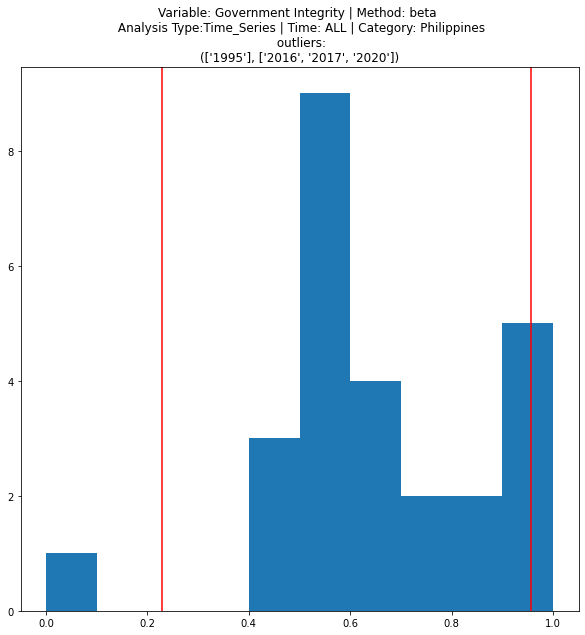 Variable: Government Integrity | Method: beta
Analysis Type:Time_Series | Time: ALL | Category: Philippines
outliers:
(['1995'], ['2016', '2017', '2020'])
8
6
4
2
0
0.0 0.2 0.4 0.6 0.8 1.0